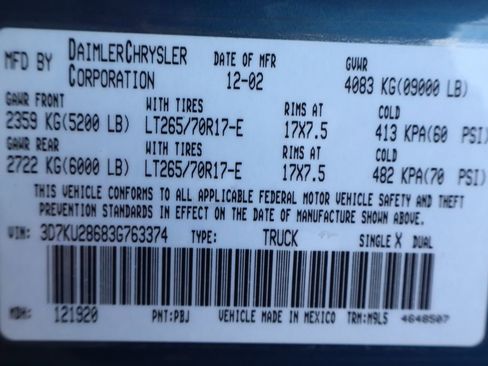 MFD BY DAIMLERCHRYSLER CORPORATION DATE OF MFR 12-02 GVWR 4083 KG(09000 LB)
GAWR FRONT WITH TIRES RIMS AT COLD
2359 KG(5200 LB) LT265/70R17-E 17X7.5 413 KPA(60 PSI)
GAWR REAR WITH TIRES RIMS AT COLD
2722 KG(6000 LB) LT265/70R17-E 17X7.5 482 KPA(70 PSI)
THIS VEHICLE CONFORMS TO ALL APPLICABLE FEDERAL MOTOR VEHICLE SAFETY AND THEFT
PREVENTION STANDARDS IN EFFECT ON THE DATE OF MANUFACTURE SHOWN ABOVE.
VIN: 3D7KU28683G763374 TYPE: TRUCK SINGLE X DUAL
MDH: 121920 PNT:PBJ VEHICLE MADE IN MEXICO TRM:M9L5 4648507